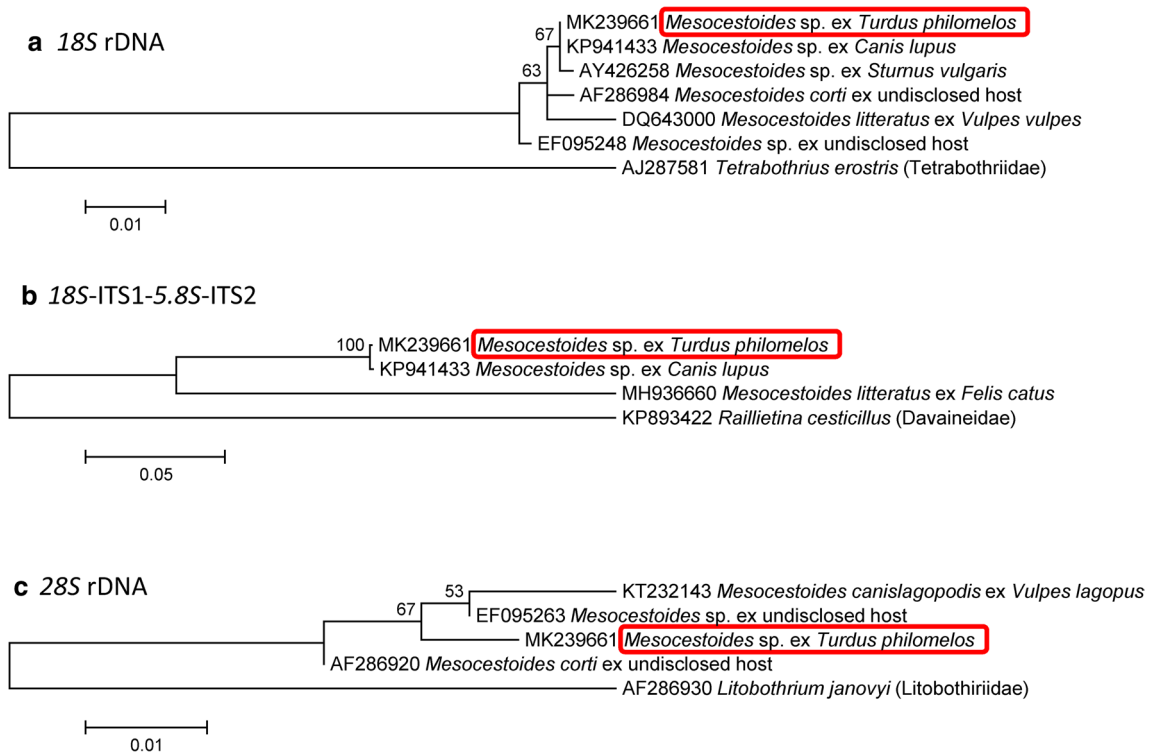 a 18S rDNA
67
MK239661 Mesocestoides sp. ex Turdus philomelos
KP941433 Mesocestoides sp. ex Canis lupus
63
AY426258 Mesocestoides sp. ex Sturnus vulgaris
AF286984 Mesocestoides corti ex undisclosed host
DQ643000 Mesocestoides litteratus ex Vulpes vulpes
EF095248 Mesocestoides sp. ex undisclosed host
AJ287581 Tetrabothrius erostris (Tetrabothriidae)
0.01
b 18S-ITS1-5.8S-ITS2
100
MK239661 Mesocestoides sp. ex Turdus philomelos
KP941433 Mesocestoides sp. ex Canis lupus
MH936660 Mesocestoides litteratus ex Felis catus
KP893422 Raillietina cesticillus (Davaineidae)
0.05
c 28S rDNA
53
KT232143 Mesocestoides canislagopodis ex Vulpes lagopus
67
EF095263 Mesocestoides sp. ex undisclosed host
MK239661 Mesocestoides sp. ex Turdus philomelos
AF286920 Mesocestoides corti ex undisclosed host
AF286930 Litobothrium janovyi (Litobothiriidae)
0.01